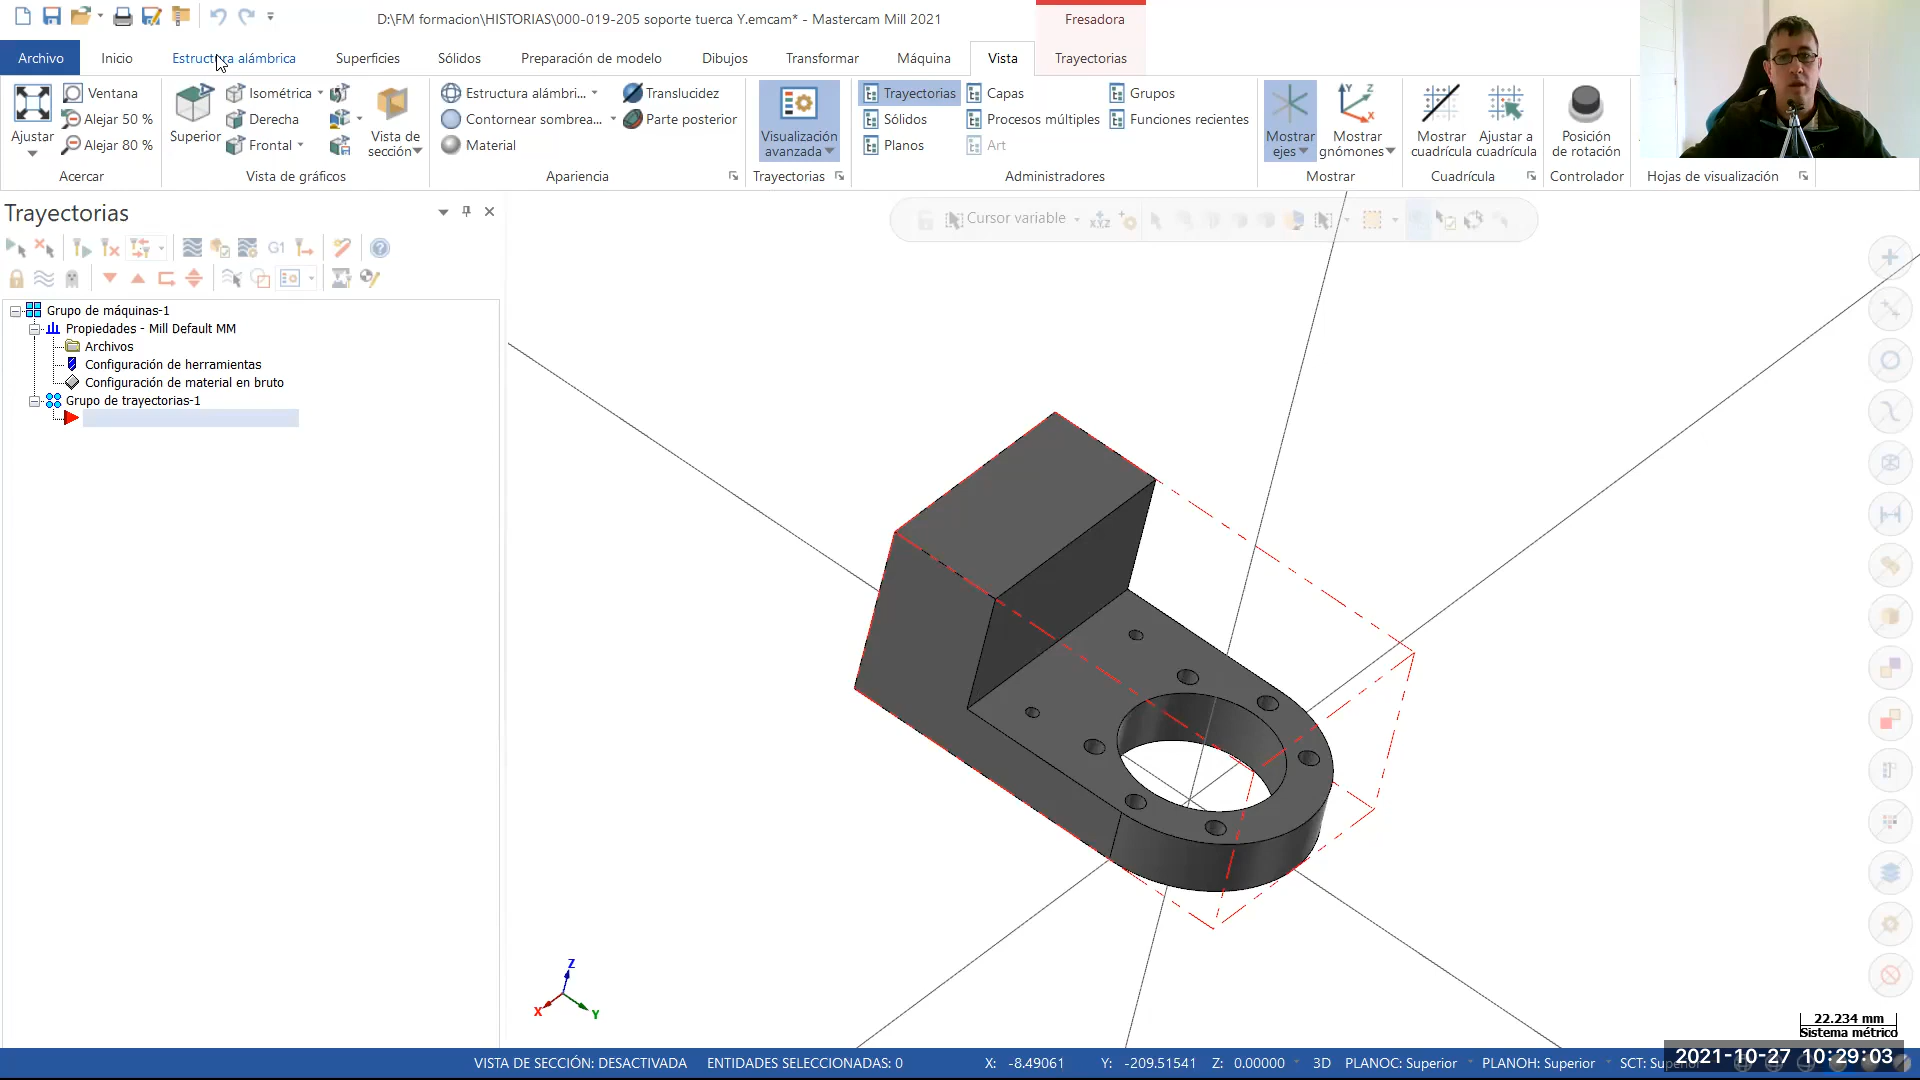 D:\FM formacion\HISTORIAS\000-019-205 soporte tuerca Y.emcam* - Mastercam Mill 2021
Fresadora
Archivo
Inicio
Estructura alámbrica
Superficies
Sólidos
Preparación de modelo
Dibujos
Transformar
Máquina
Vista
Trayectorias
Ajustar
Ventana
Alejar 50 %
Alejar 80 %
Acercar
Superior
Isométrica
Derecha
Frontal
Vista de sección
Vista de gráficos
Estructura alámbri...
Contornear sombrea...
Material
Translucidez
Parte posterior
Apariencia
Visualización avanzada
Trayectorias
Trayectorias
Sólidos
Planos
Capas
Procesos múltiples
Art
Grupos
Funciones recientes
Administradores
Mostrar ejes
Mostrar gnómones
Mostrar
Mostrar cuadrícula
Ajustar a cuadrícula
Cuadrícula
Posición de rotación
Controlador
Hojas de visualización
Trayectorias
G1
Cursor variable
Grupo de máquinas-1
Propiedades - Mill Default MM
Archivos
Configuración de herramientas
Configuración de material en bruto
Grupo de trayectorias-1
Z
X
Y
22.234 mm
Sistema métrico
VISTA DE SECCIÓN: DESACTIVADA
ENTIDADES SELECCIONADAS: 0
X: -8.49061
Y: -209.51541
Z: 0.00000
3D
PLANOC: Superior
PLANOH: Superior
SCT:
2021-10-27 10:29:03